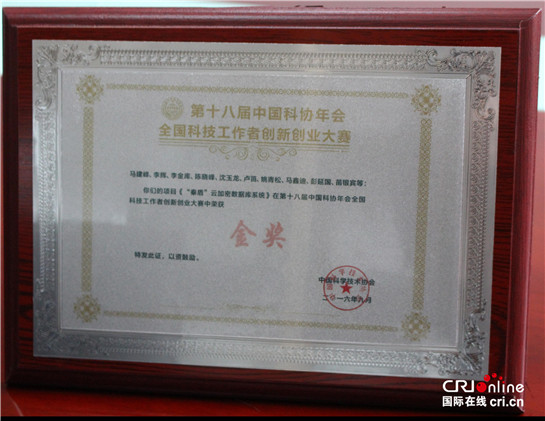 第十八届中国科协年会
全国科技工作者创新创业大赛
马建峰、李辉、李金库、陈晓峰、沈玉龙、卢笛、姚青松、马鑫迪、彭延国、苗银宾等：
你们的项目《“秦盾”云加密数据库系统》在第十八届中国科协年会全国
科技工作者创新创业大赛中荣获
金奖
特发此证，以资鼓励。
中国科学技术协会
二〇一六年九月
CRIonline
国际在线 cri.cn